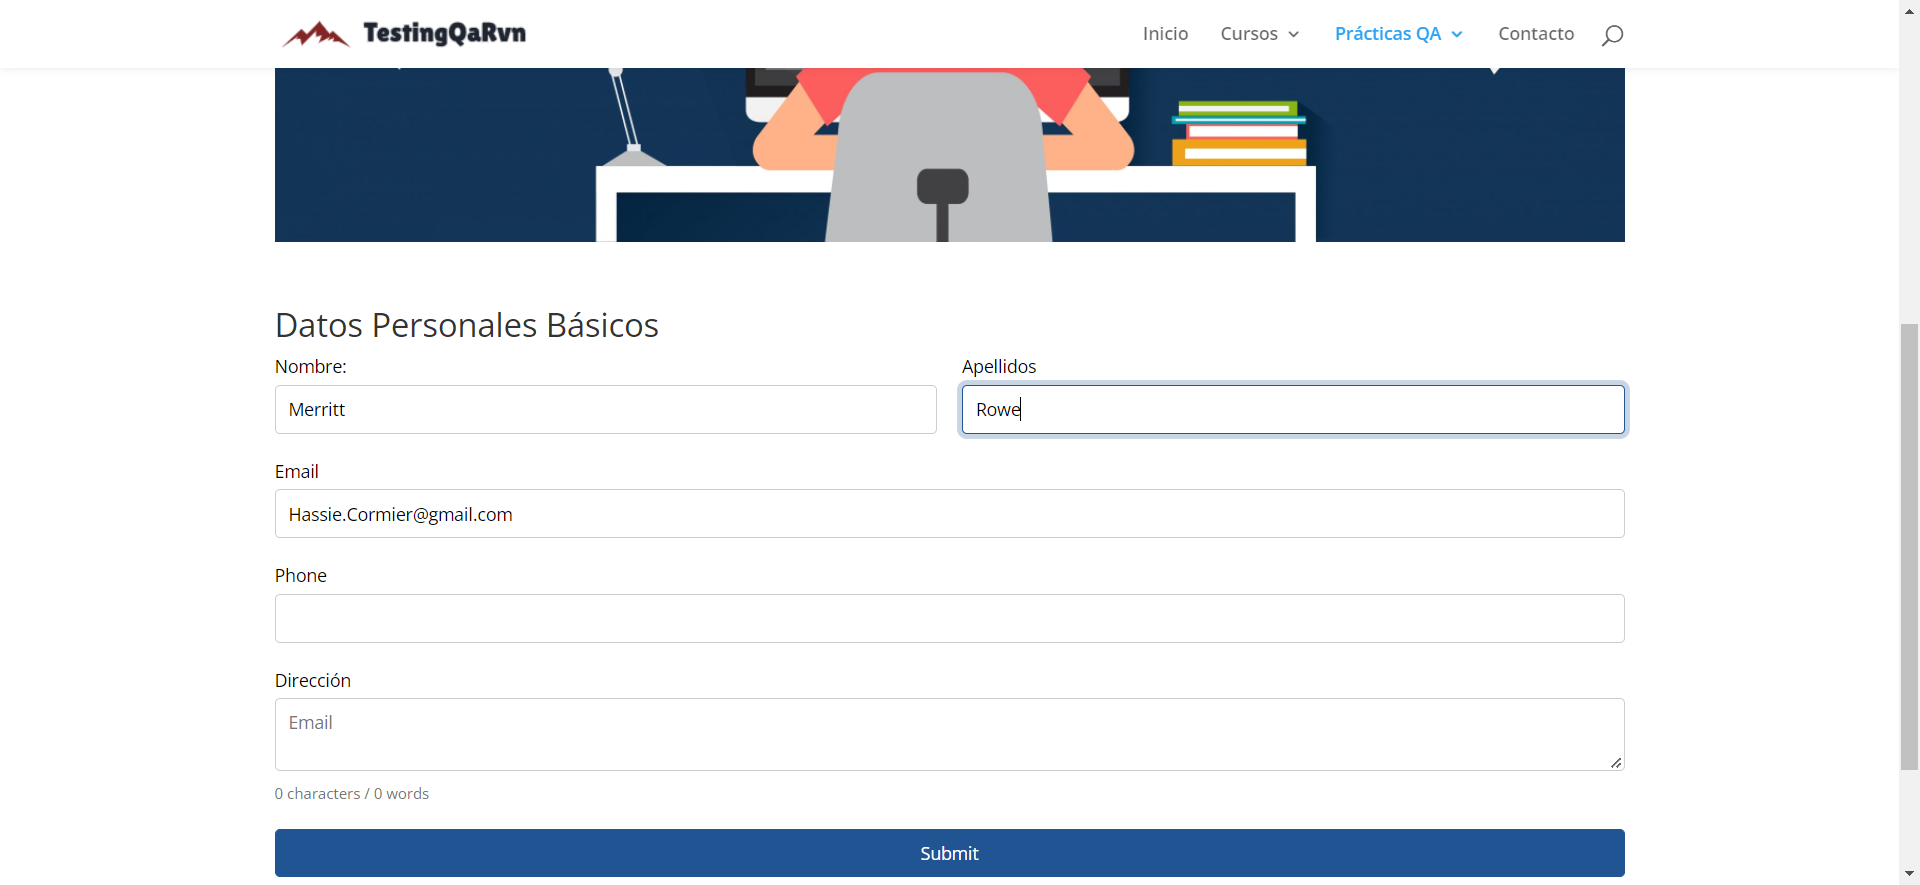 TestingQaRvn
Inicio Cursos Prácticas QA Contacto
Datos Personales Básicos
Nombre: Apellidos
Merritt Rowe
Email
Hassie.Cormier@gmail.com
Phone
Dirección
Email
0 characters / 0 words
Submit